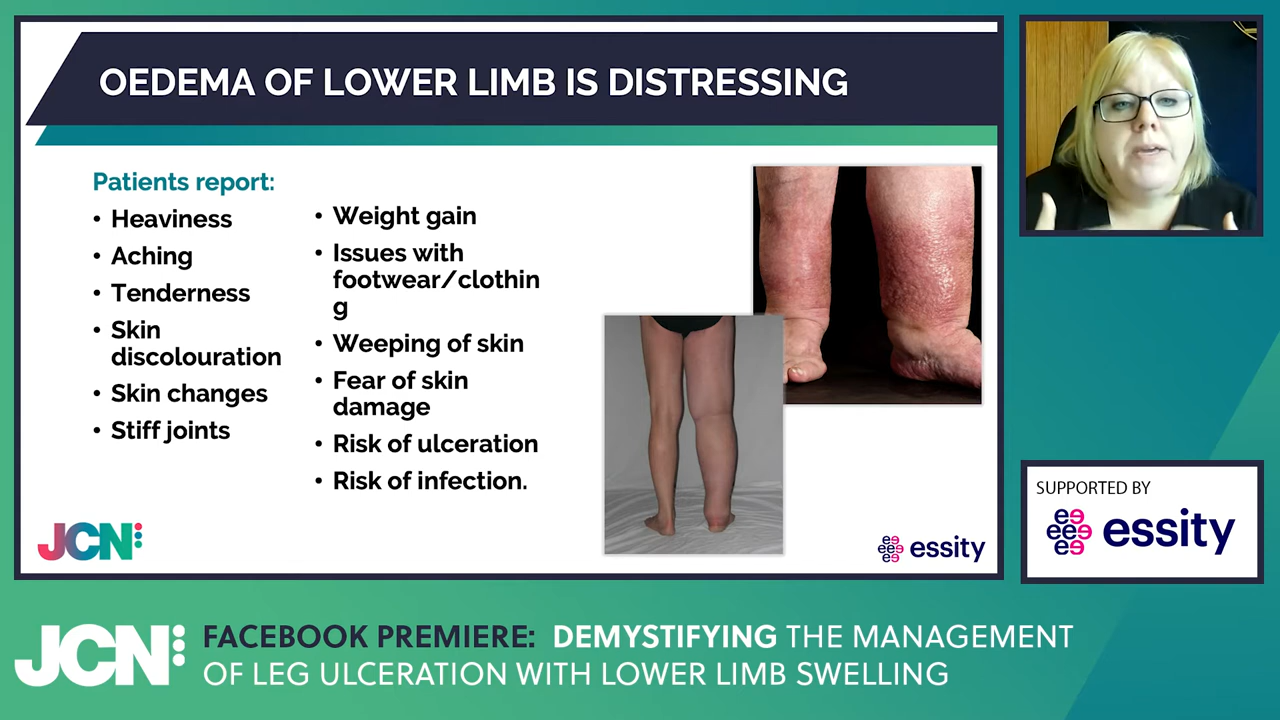 OEDEMA OF LOWER LIMB IS DISTRESSING
Patients report:
• Heaviness
• Aching
• Tenderness
• Skin
discolouration
• Skin changes
• Stiff joints
• Weight gain
• Issues with
footwear/clothin
g
• Weeping of skin
• Fear of skin
damage
• Risk of ulceration
• Risk of infection.
JCN
essity
SUPPORTED BY
essity
JCN
FACEBOOK PREMIERE: DEMYSTIFYING THE MANAGEMENT
OF LEG ULCERATION WITH LOWER LIMB SWELLING